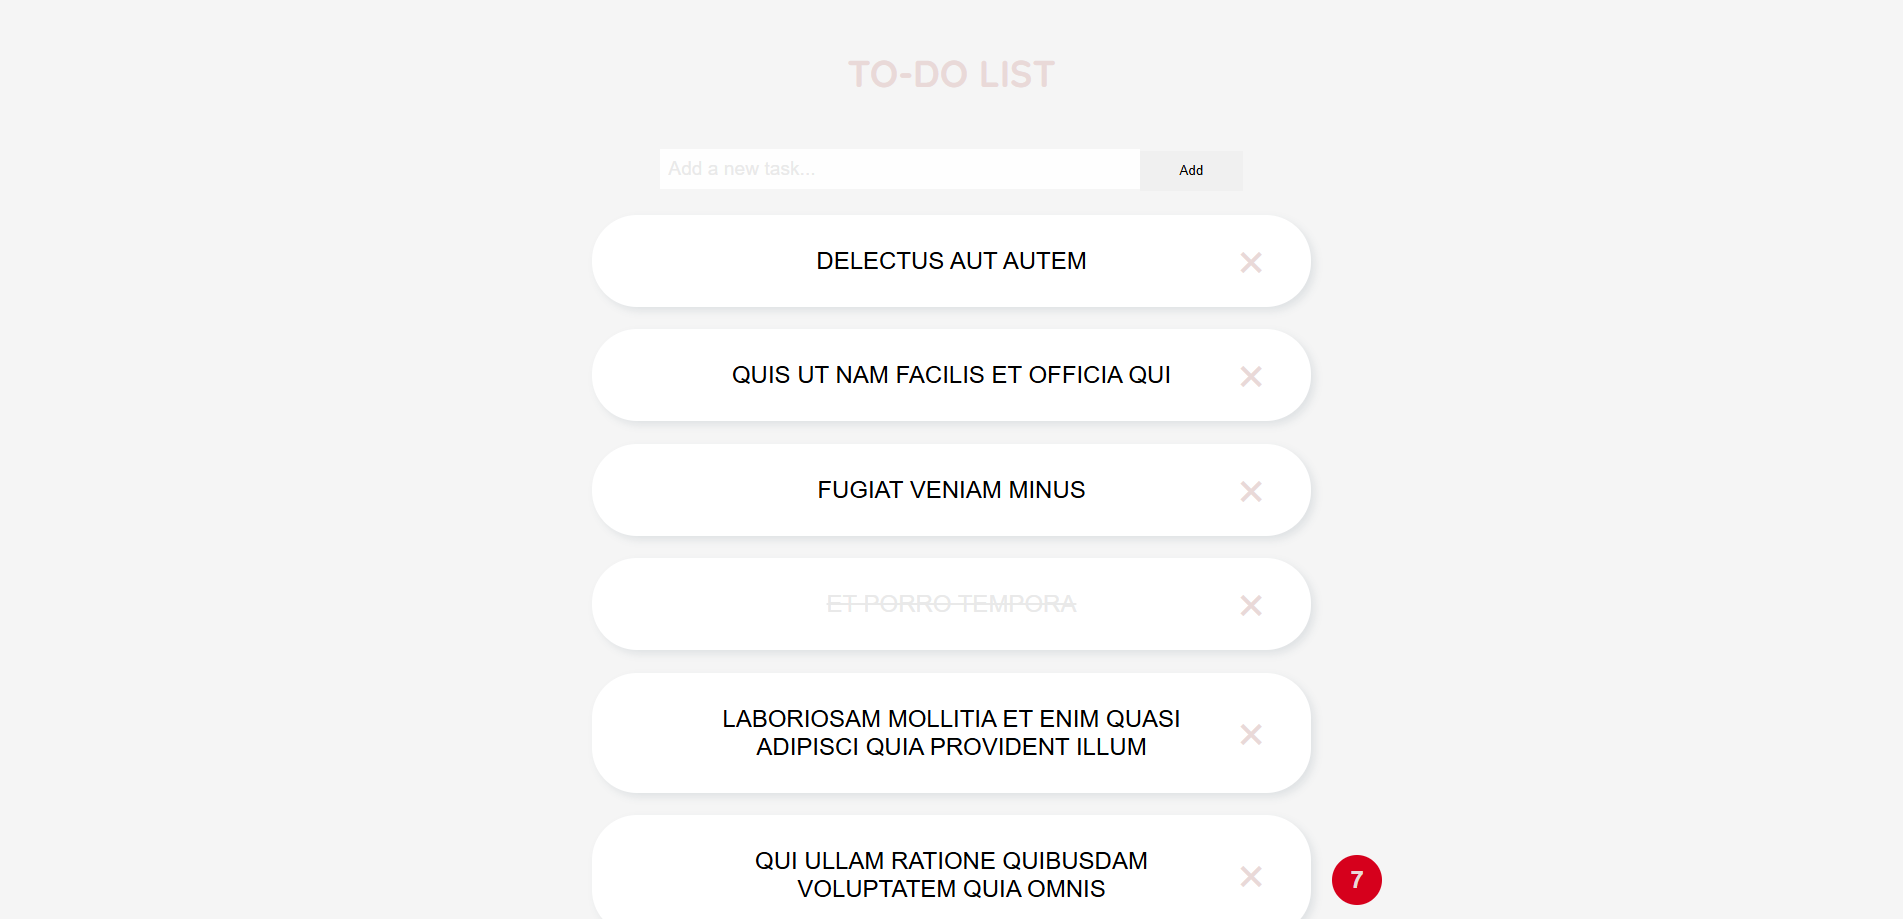 TO-DO LIST
Add a new task...
Add
DELECTUS AUT AUTEM
QUIS UT NAM FACILIS ET OFFICIA QUI
FUGIAT VENIAM MINUS
ET PORRO TEMPORA
LABORIOSAM MOLLITIA ET ENIM QUASI
ADIPISCI QUIA PROVIDENT ILLUM
QUI ULLAM RATIONE QUIBUSDAM
VOLUPTATEM QUIA OMNIS
7